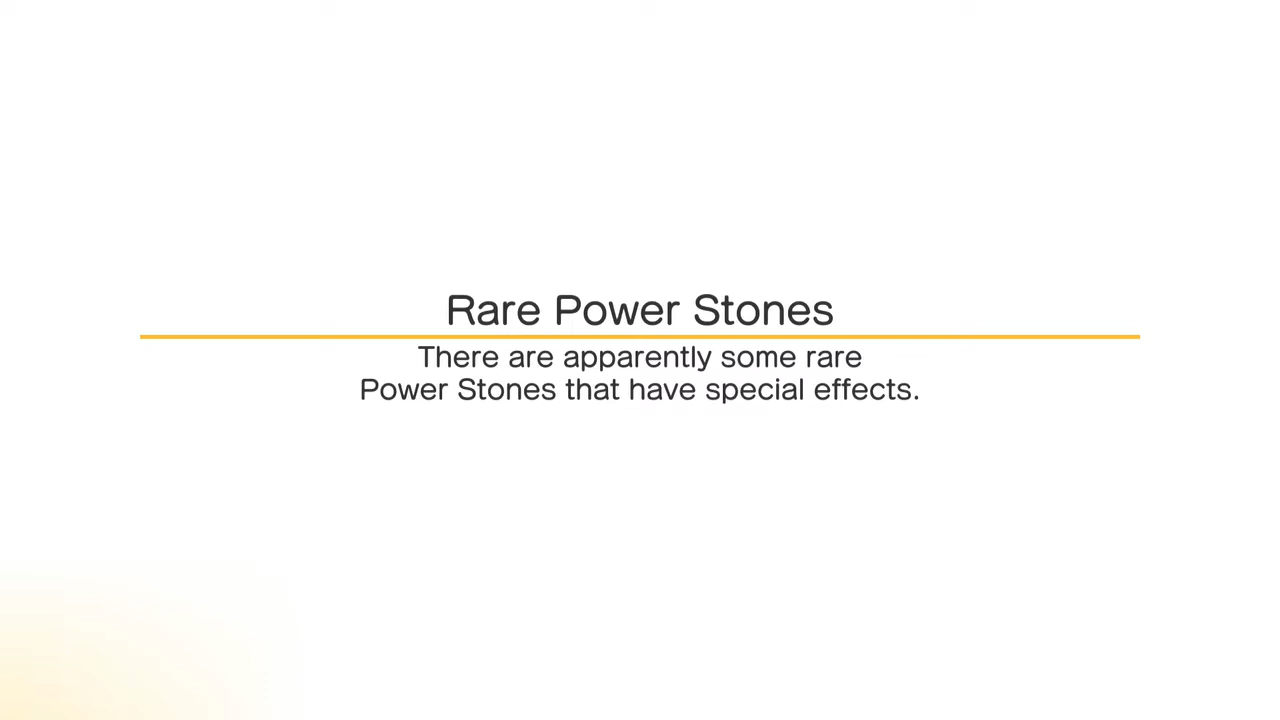 Rare Power Stones
There are apparently some rare
Power Stones that have special effects.